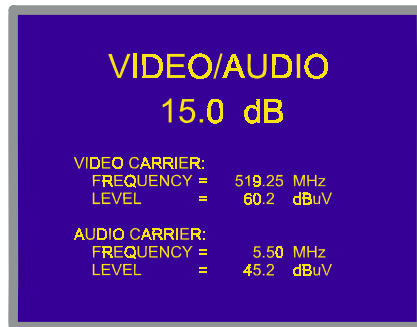 VIDEO/AUDIO
15.0 dB
VIDEO CARRIER:
FREQUENCY = 519.25 MHz
LEVEL = 60.2 dBuV
AUDIO CARRIER:
FREQUENCY = 5.50 MHz
LEVEL = 45.2 dBuV